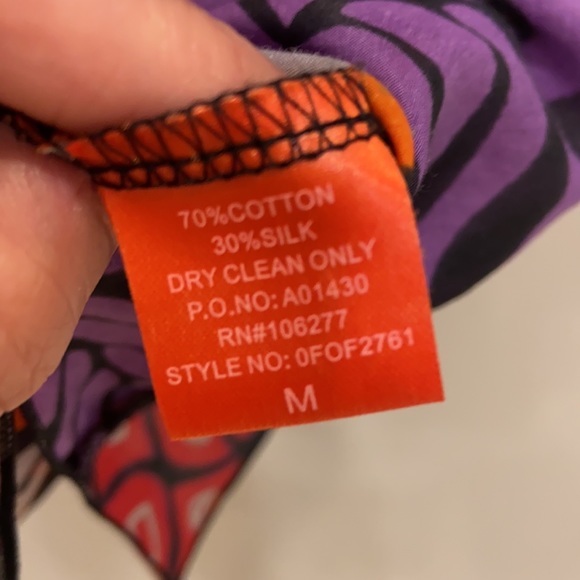 70%COTTON
30%SILK
DRY CLEAN ONLY
P.O.NO: A01430
RN#106277
STYLE NO: 0FOF2761
M